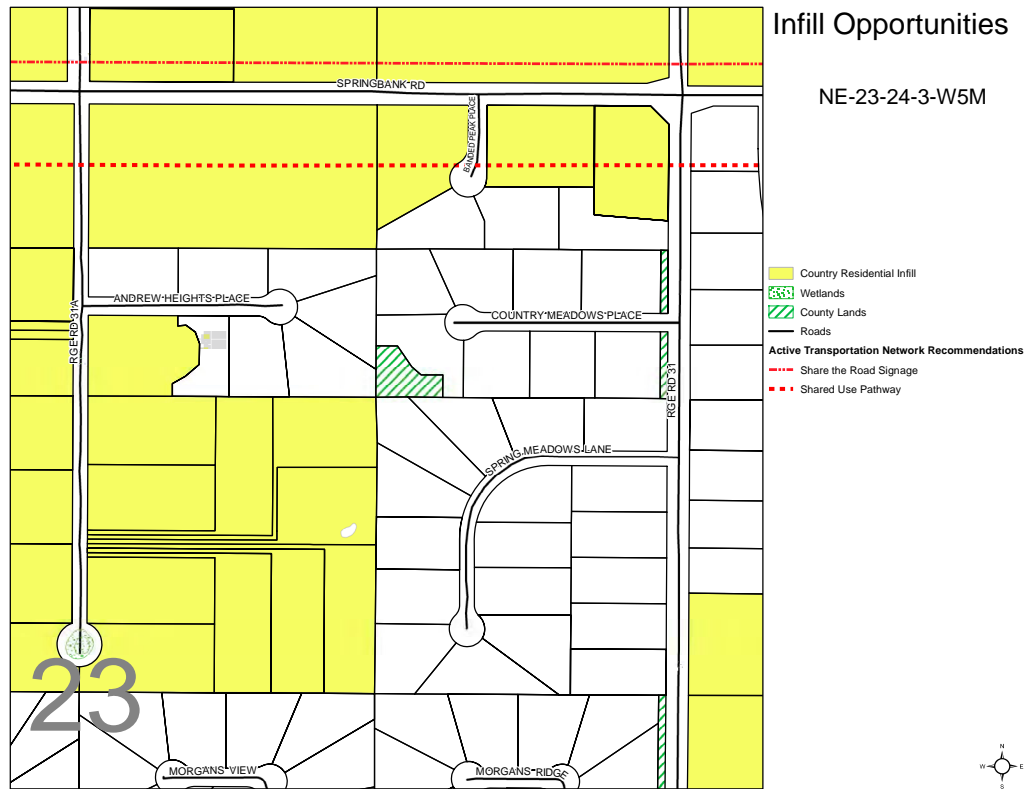 Infill Opportunities
NE-23-24-3-W5M
SPRINGBANK RD
BANDED PEAK PLACE
ANDREW HEIGHTS PLACE
COUNTRY MEADOWS PLACE
RGE RD 31A
RGE RD 31
SPRING MEADOWS LANE
23
MORGANS VIEW
MORGANS RIDGE
Country Residential Infill
Wetlands
County Lands
Roads
Active Transportation Network Recommendations
Share the Road Signage
Shared Use Pathway
N
W
E
S